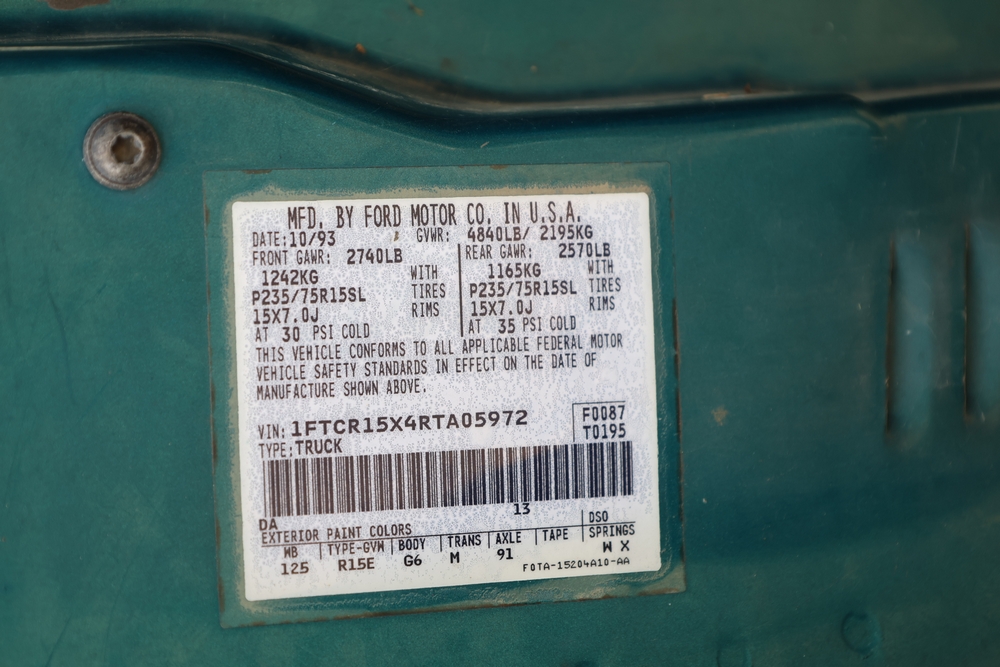 MFD. BY FORD MOTOR CO. IN U.S.A.
DATE: 10/93 GVWR: 4840LB/ 2195KG
FRONT GAWR: 2740LB REAR GAWR: 2570LB
1242KG WITH 1165KG WITH
P235/75R15SL TIRES P235/75R15SL TIRES
15X7.0J RIMS 15X7.0J RIMS
AT 30 PSI COLD AT 35 PSI COLD
THIS VEHICLE CONFORMS TO ALL APPLICABLE FEDERAL MOTOR
VEHICLE SAFETY STANDARDS IN EFFECT ON THE DATE OF
MANUFACTURE SHOWN ABOVE.
VIN: 1FTCR15X4RTA05972 F0087
TYPE: TRUCK T0195
13
DA
EXTERIOR PAINT COLORS DSO
WB TYPE-GVW BODY TRANS AXLE TAPE SPRINGS
125 R15E G6 M 91 W X
F0TA-15204A10-AA